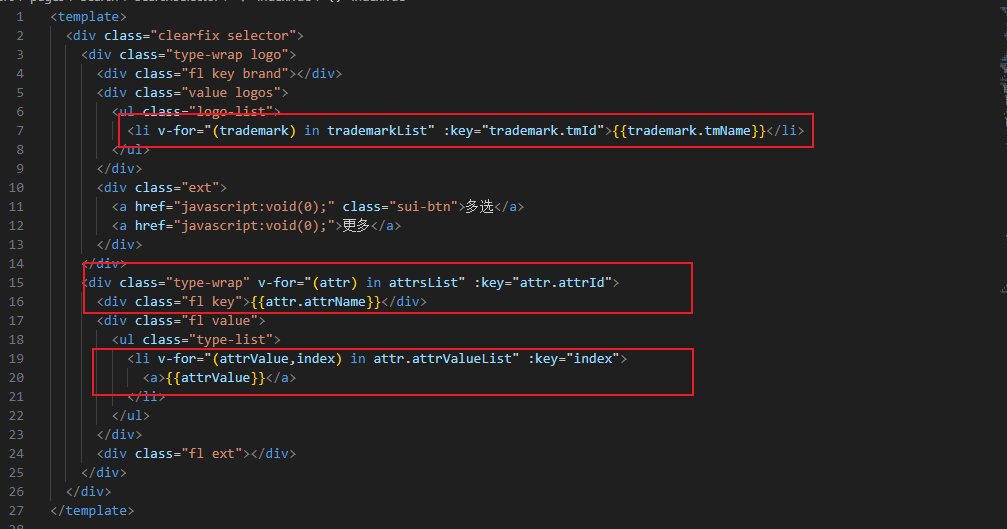 1 <template>
2 <div class="clearfix selector">
3 <div class="type-wrap logo">
4 <div class="fl key brand"></div>
5 <div class="value logos">
6 <ul class="logo-list">
7 <li v-for="(trademark) in trademarkList" :key="trademark.tmId">{{trademark.tmName}}</li>
8 </ul>
9 </div>
10 <div class="ext">
11 <a href="javascript:void(0);" class="sui-btn">多选</a>
12 <a href="javascript:void(0);">更多</a>
13 </div>
14 </div>
15 <div class="type-wrap" v-for="(attr) in attrsList" :key="attr.attrId">
16 <div class="fl key">{{attr.attrName}}</div>
17 <div class="fl value">
18 <ul class="type-list">
19 <li v-for="(attrValue,index) in attr.attrValueList" :key="index">
20 <a>{{attrValue}}</a>
21 </li>
22 </ul>
23 </div>
24 <div class="fl ext"></div>
25 </div>
26 </div>
27 </template>
28